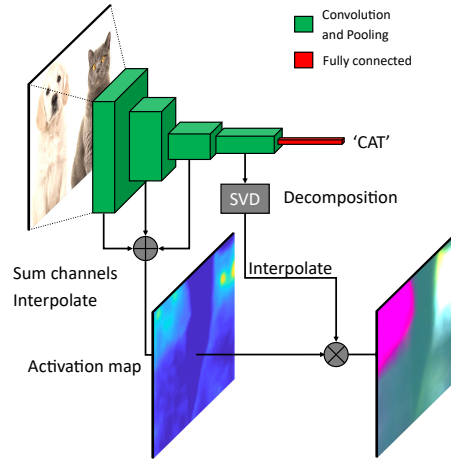 Convolution
and Pooling
Fully connected
‘CAT’
SVD
Decomposition
Sum channels
Interpolate
Interpolate
Activation map